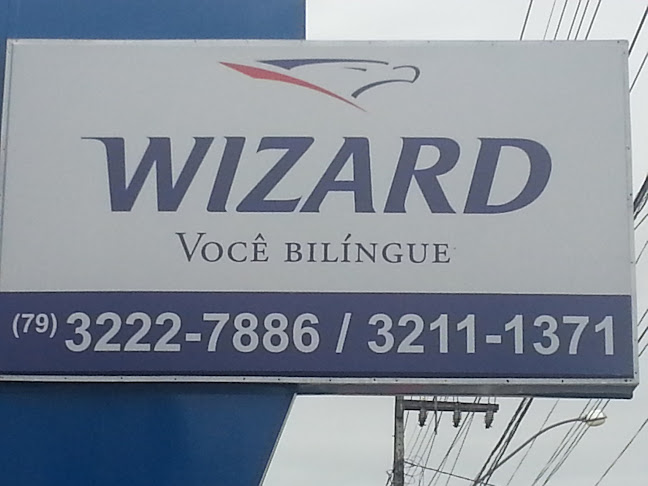 WIZARD
VOCÊ BILÍNGUE
(79) 3222-7886 / 3211-1371